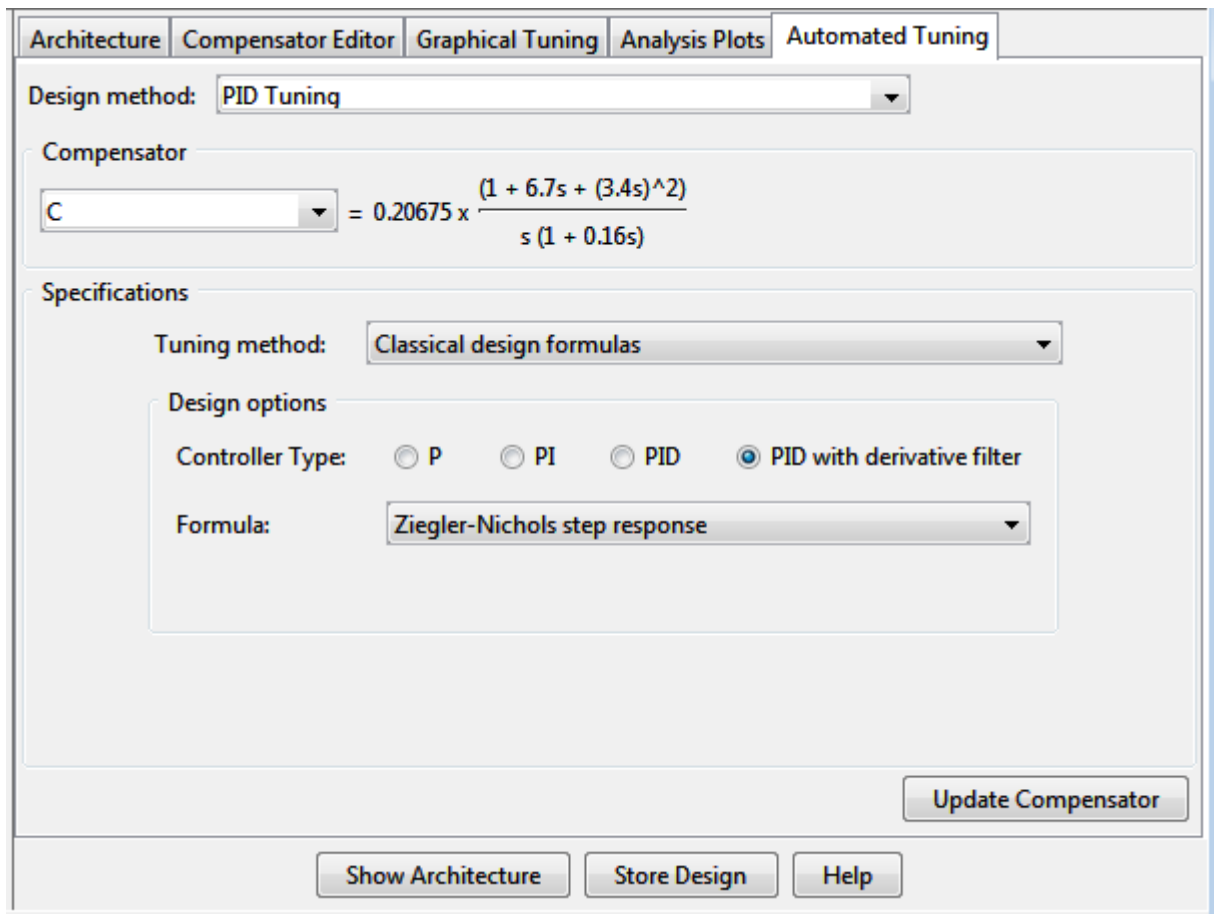 Architecture Compensator Editor Graphical Tuning Analysis Plots Automated Tuning
Design method: PID Tuning
Compensator
(1 + 6.7s + (3.4s)^2)
C = 0.20675 x
s (1 + 0.16s)
Specifications
Tuning method: Classical design formulas
Design options
Controller Type: P PI PID PID with derivative filter
Formula: Ziegler-Nichols step response
Update Compensator
Show Architecture Store Design Help